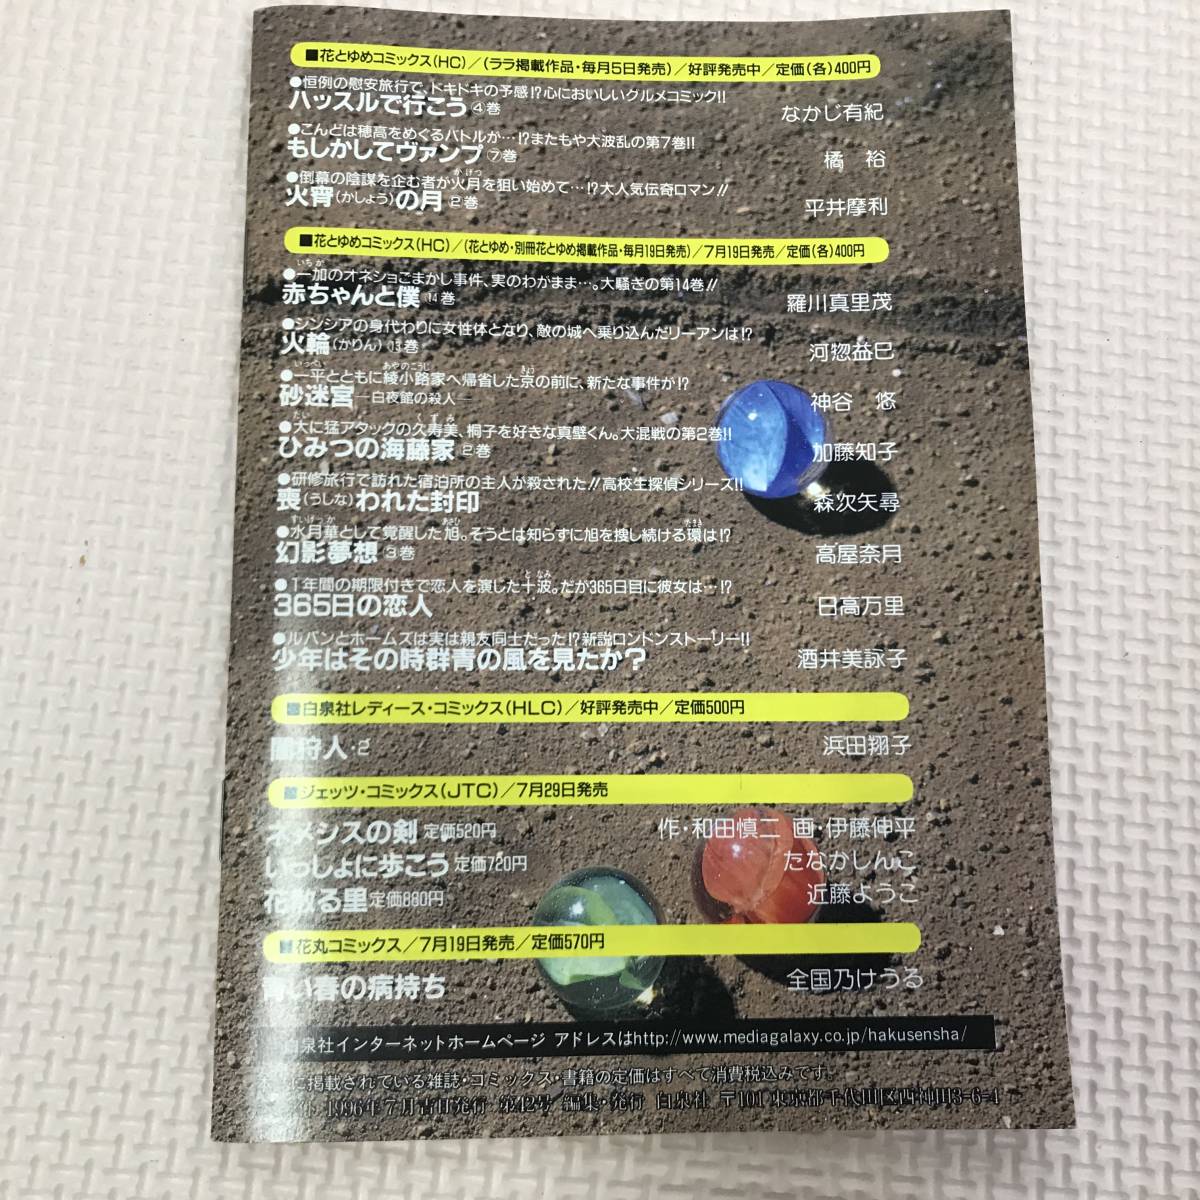 ■花とゆめコミックス(HC)／(ララ掲載作品・毎月5日発売)／好評発売中／定価(各)400円
●恒例の慰安旅行で、ドキドキの予感!?心においしいグルメコミック!!
ハッスルで行こう④巻 なかじ有紀
●こんどは穂高をめぐるバトルが…!?またもや大波乱の第7巻!!
もしかしてヴァンプ⑦巻 橘 裕
●倒幕の陰謀を企む者が火月を狙い始めて…!?大人気伝奇ロマン!!
火宵(かしょう)の月②巻 平井摩利
■花とゆめコミックス(HC)／(花とゆめ・別冊花とゆめ掲載作品・毎月19日発売)／7月19日発売／定価(各)400円
●一加のオネショごまかし事件、実のわがまま…。大騒ぎの第14巻!!
赤ちゃんと僕⑭巻 羅川真里茂
●シンシアの身代わりに女性体となり、敵の城へ乗り込んだリーアンは!?
火輪(かりん)⑬巻 河惣益巳
●一平とともに綾小路家へ帰省した京の前に、新たな事件が!?
砂迷宮―白夜館の殺人― 神谷 悠
●大に猛アタックの久寿美、桐子を好きな真壁くん。大混戦の第2巻!!
ひみつの海藤家②巻 加藤知子
●研修旅行で訪れた宿泊所の主人が殺された!!高校生探偵シリーズ!!
喪(うしな)われた封印 森次矢尋
●水月華として覚醒した旭。そうとは知らずに旭を捜し続ける環は!?
幻影夢想③巻 高屋奈月
●1年間の期限付きで恋人を演じた十波。だが365日目に彼女は…!?
365日の恋人 日高万里
●ルパンとホームズは実は親友同士だった!?新説ロンドンストーリー!!
少年はその時群青の風を見たか? 酒井美詠子
■白泉社レディース・コミックス(HLC)／好評発売中／定価500円
闇狩人・2 浜田翔子
■ジェッツ・コミックス(JTC)／7月29日発売
ネメシスの剣 定価520円 作・和田慎二 画・伊藤伸平
いっしょに歩こう 定価720円 たなかしんこ
花散る里 定価880円 近藤ようこ
■花丸コミックス／7月19日発売／定価570円
青い春の病持ち 全国乃けうる
白泉社インターネットホームページ アドレスはhttp://www.mediagalaxy.co.jp/hakusensha/
に掲載されている雑誌・コミックス・書籍の定価はすべて消費税込みです。
1996年7月吉日発行 第42号 編集・発行 白泉社 〒101 東京都千代田区西神田3-6-4